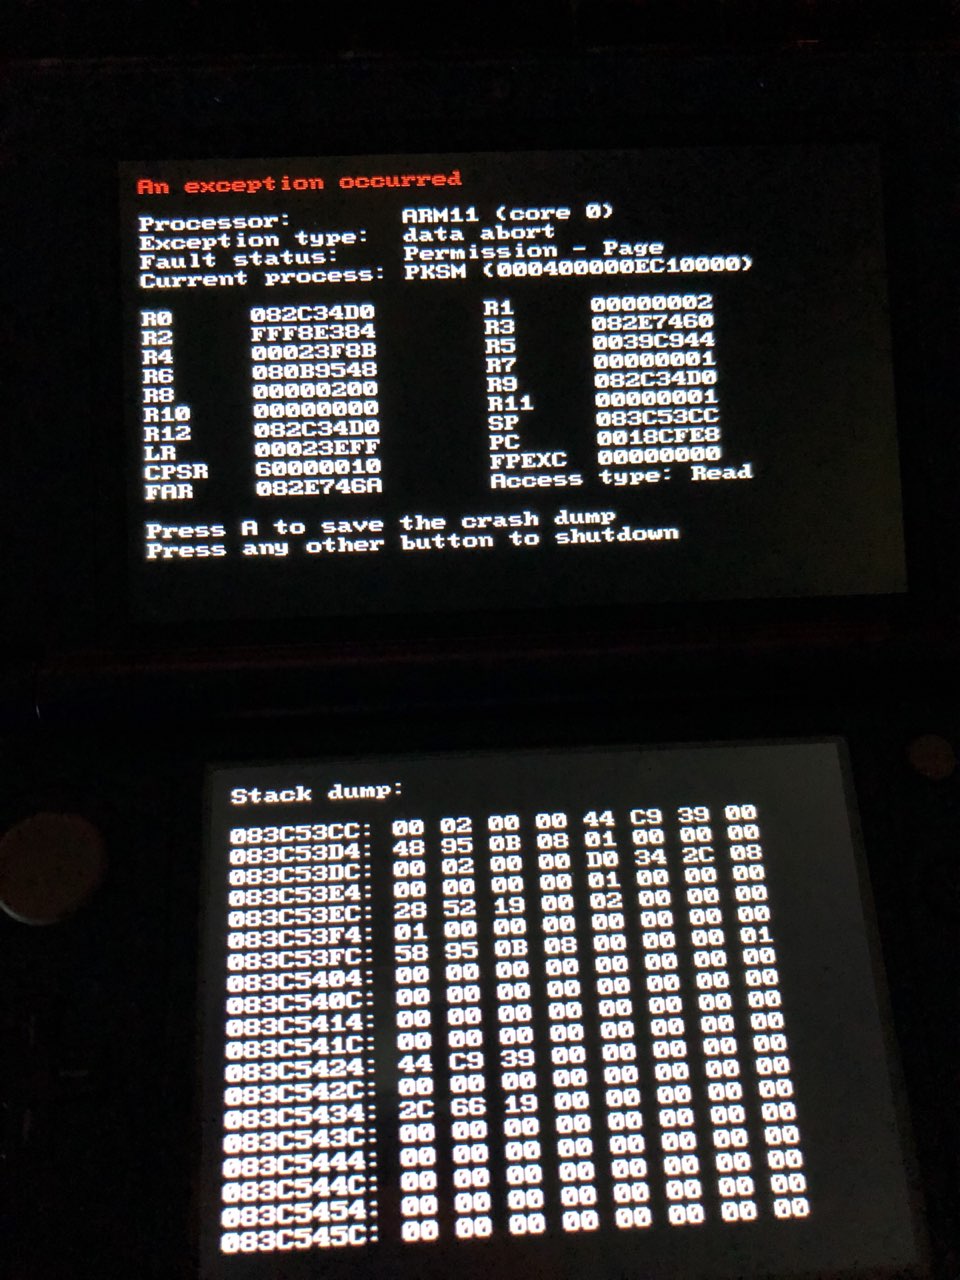 An exception occurred
Processor: ARM11 (core 0)
Exception type: data abort
Fault status: Permission - Page
Current process: PKSM (000400000EC10000)
R0 082C34D0 R1 00000002
R2 FFF8E384 R3 082E7460
R4 00023F8B R5 0039C944
R6 080B9548 R7 00000001
R8 00000200 R9 082C34D0
R10 00000000 R11 00000001
R12 082C34D0 SP 083C53CC
LR 00023EFF PC 0018CFE8
CPSR 60000010 FPEXC 00000000
FAR 082E746A Access type: Read
Press A to save the crash dump
Press any other button to shutdown
Stack dump:
083C53CC: 00 02 00 00 44 C9 39 00
083C53D4: 48 95 0B 08 01 00 00 00
083C53DC: 00 02 00 00 D0 34 2C 08
083C53E4: 00 00 00 00 01 00 00 00
083C53EC: 28 52 19 00 02 00 00 00
083C53F4: 01 00 00 00 00 00 00 00
083C53FC: 58 95 0B 08 00 00 00 01
083C5404: 00 00 00 00 00 00 00 00
083C540C: 00 00 00 00 00 00 00 00
083C5414: 00 00 00 00 00 00 00 00
083C541C: 00 00 00 00 00 00 00 00
083C5424: 44 C9 39 00 00 00 00 00
083C542C: 00 00 00 00 00 00 00 00
083C5434: 2C 66 19 00 00 00 00 00
083C543C: 00 00 00 00 00 00 00 00
083C5444: 00 00 00 00 00 00 00 00
083C544C: 00 00 00 00 00 00 00 00
083C5454: 00 00 00 00 00 00 00 00
083C545C: 00 00 00 00 00 00 00 00